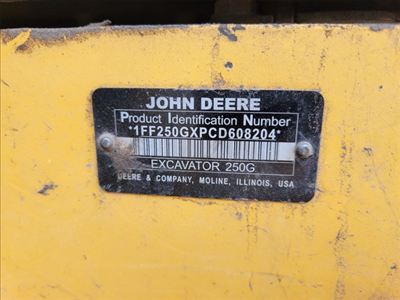 JOHN DEERE
Product Identification Number
*1FF250GXPCD608204*
EXCAVATOR 250G
DEERE & COMPANY, MOLINE, ILLINOIS, USA